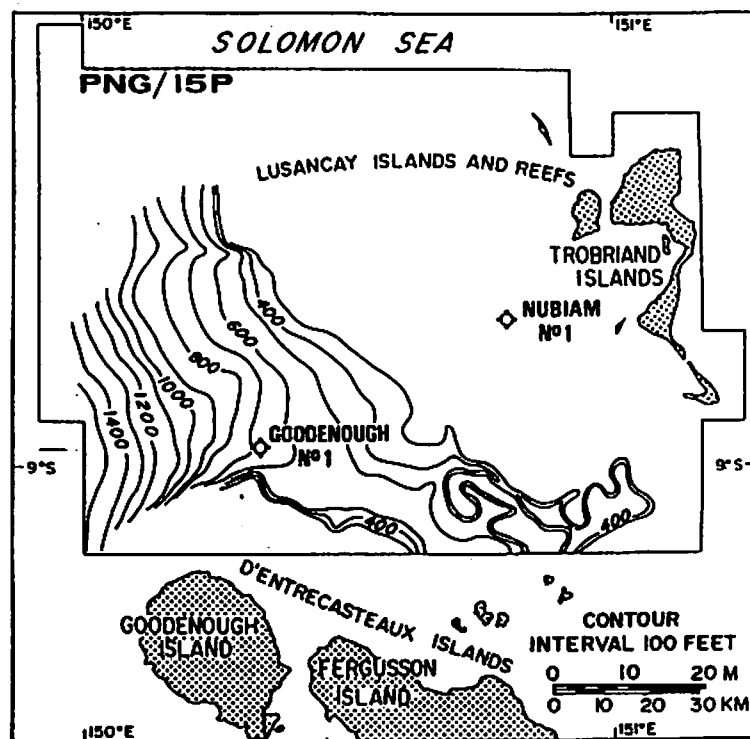 150°E
151°E
SOLOMON SEA
PNG/15P
LUSANCAY ISLANDS AND REEFS
TROBRIAND
ISLANDS
NUBIAM
Nº1
400
600
800
1000
1200
1400
GOODENOUGH
Nº1
9°S
9°S
400
400
D'ENTRECASTEAUX ISLANDS
GOODENOUGH
ISLAND
FERGUSSON
ISLAND
CONTOUR
INTERVAL 100 FEET
0 10 20 M
0 10 20 30 KM
150°E
151°E